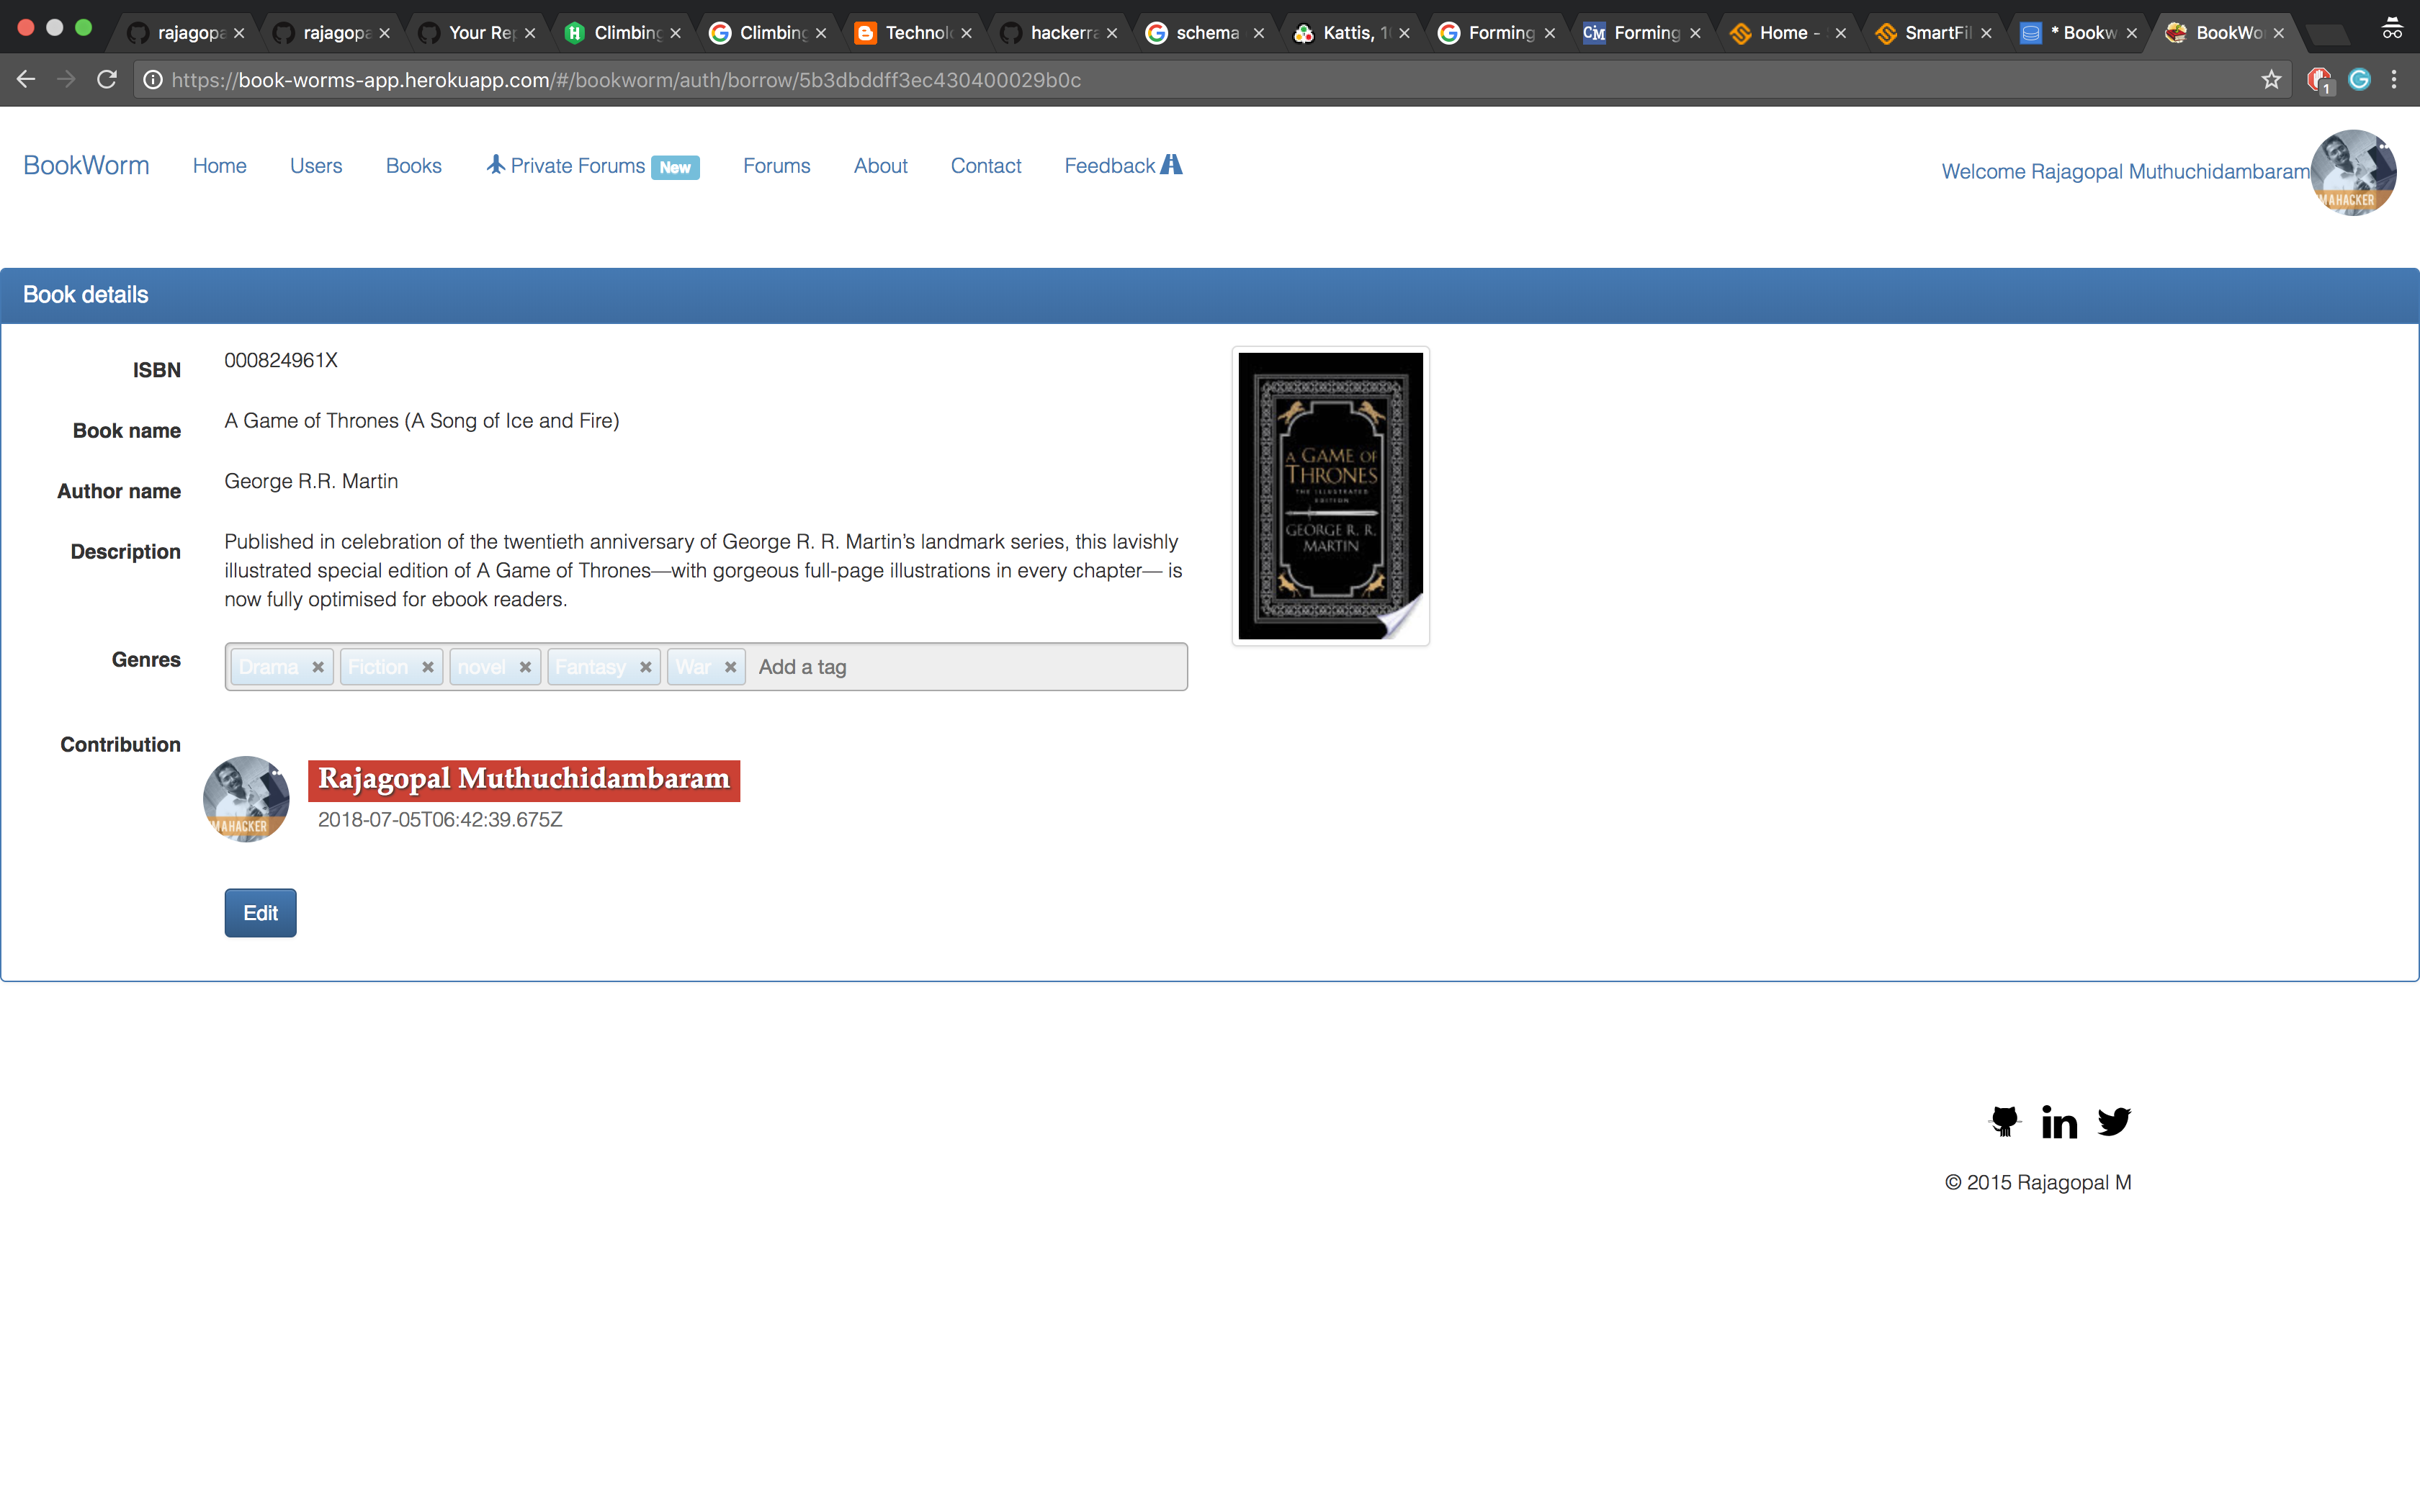 rajagopa
rajagopa
Your Rep
Climbing
Climbing
Technolo
hackerra
schema
Kattis, 1
Forming
Forming
Home -
SmartFil
* Bookw
BookWo
https://book-worms-app.herokuapp.com/#/bookworm/auth/borrow/5b3dbddff3ec430400029b0c
1
BookWorm
Home
Users
Books
Private Forums New
Forums
About
Contact
Feedback
Welcome Rajagopal Muthuchidambaram
MAHACKER
Book details
ISBN
000824961X
Book name
A Game of Thrones (A Song of Ice and Fire)
Author name
George R.R. Martin
Description
Published in celebration of the twentieth anniversary of George R. R. Martin’s landmark series, this lavishly
illustrated special edition of A Game of Thrones—with gorgeous full-page illustrations in every chapter— is
now fully optimised for ebook readers.
A GAME OF
THRONES
THE ILLUSTRATED
EDITION
GEORGE R. R.
MARTIN
Genres
Drama
Fiction
novel
Fantasy
War
Add a tag
Contribution
MAHACKER
Rajagopal Muthuchidambaram
2018-07-05T06:42:39.675Z
Edit
© 2015 Rajagopal M